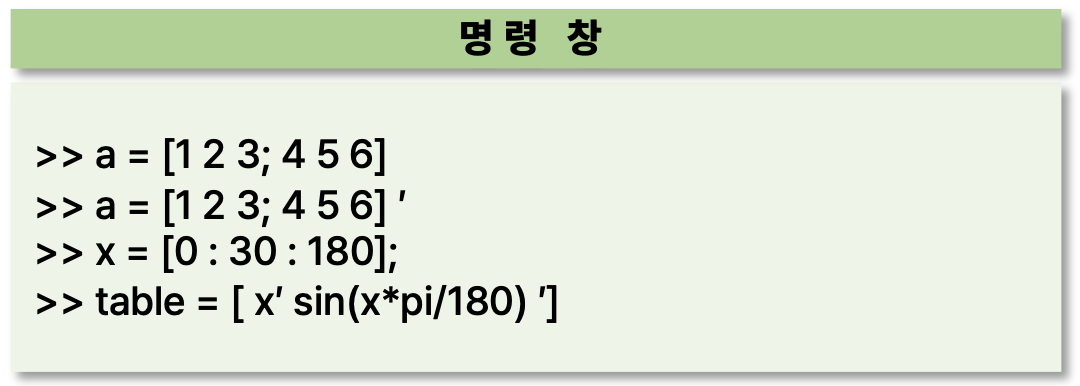 명령 창
>> a = [1 2 3; 4 5 6]
>> a = [1 2 3; 4 5 6] ′
>> x = [0 : 30 : 180];
>> table = [ x′ sin(x*pi/180) ′]